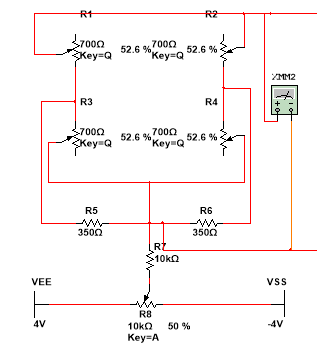 R1
R2
700Ω
Key=Q
52.6 %
700Ω
Key=Q
52.6 %
XMM2
R3
R4
700Ω
Key=Q
52.6 %
700Ω
Key=Q
52.6 %
R5
350Ω
R6
350Ω
R7
10kΩ
VEE
4V
VSS
-4V
R8
10kΩ
50 %
Key=A